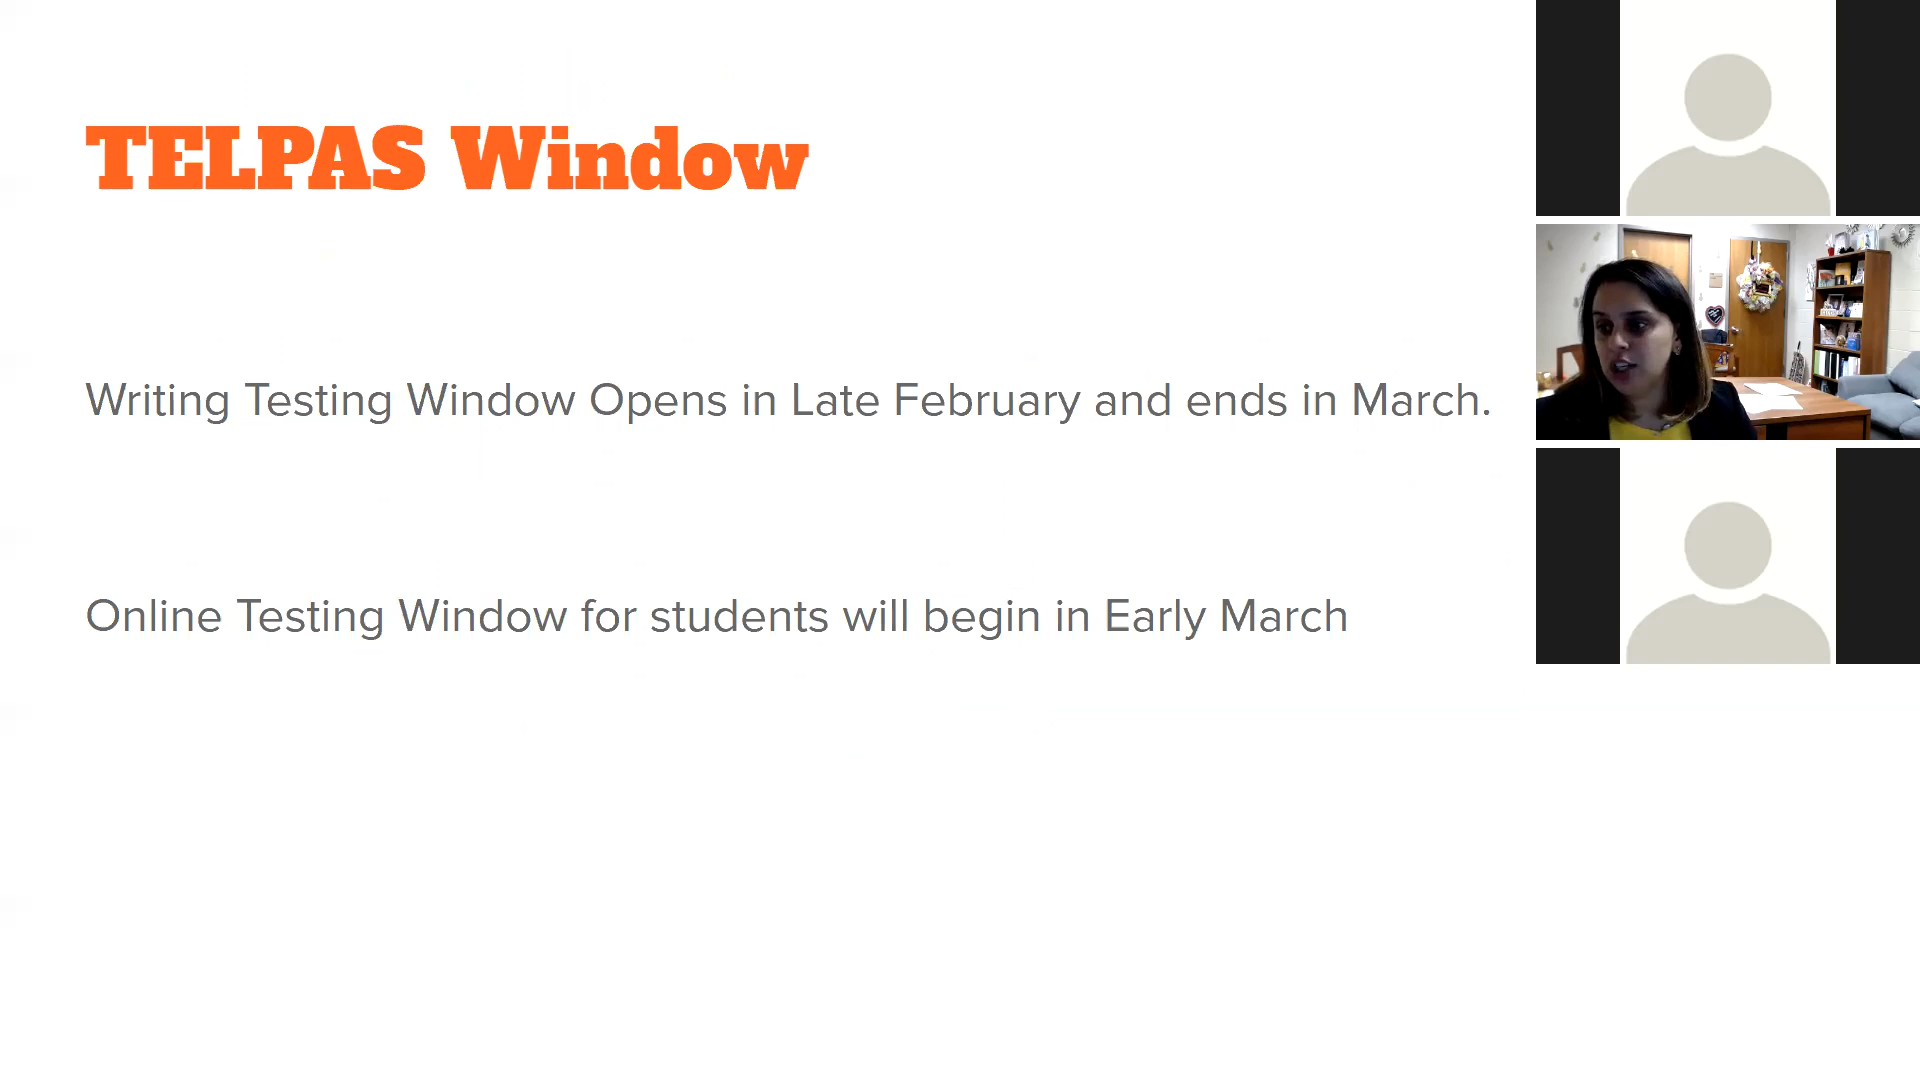 TELPAS Window
Writing Testing Window Opens in Late February and ends in March.
Online Testing Window for students will begin in Early March